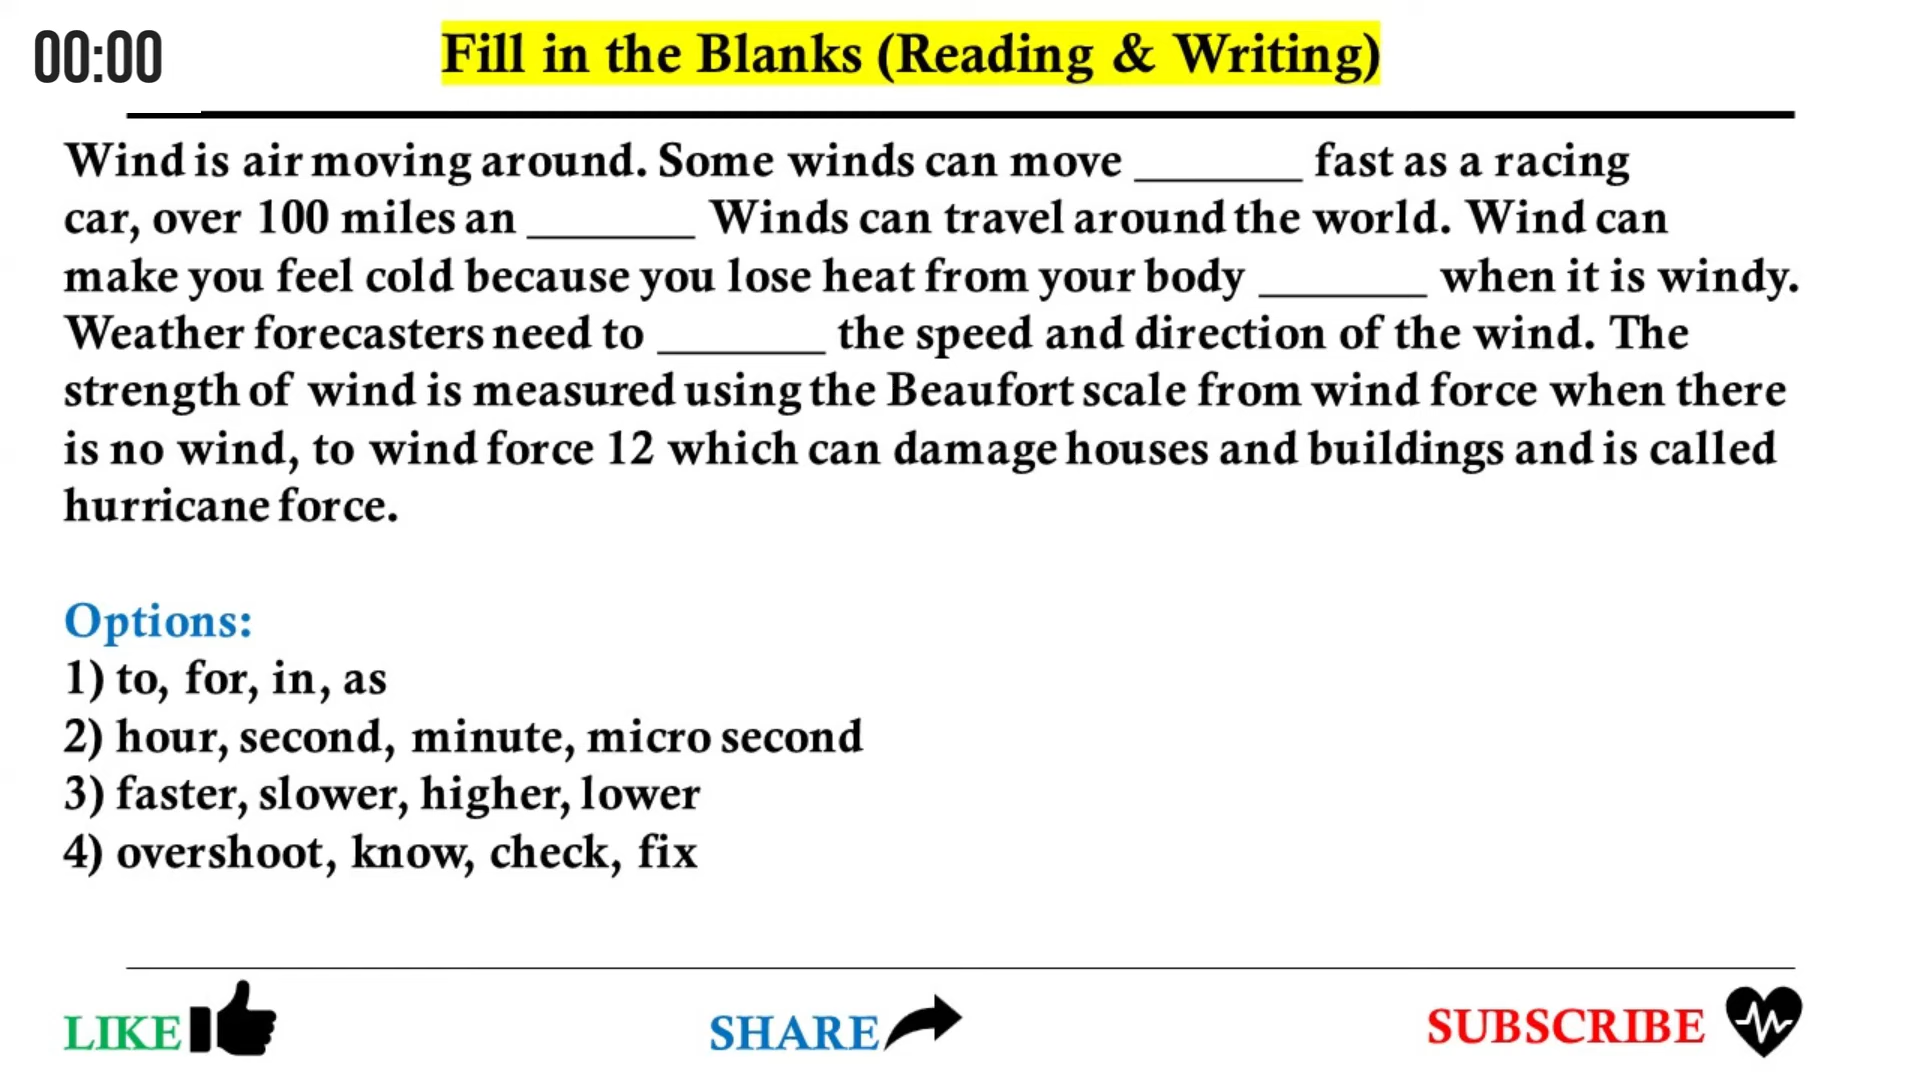 00:00
Fill in the Blanks (Reading & Writing)
Wind is air moving around. Some winds can move _______ fast as a racing
car, over 100 miles an _______ Winds can travel around the world. Wind can
make you feel cold because you lose heat from your body _______ when it is windy.
Weather forecasters need to _______ the speed and direction of the wind. The
strength of wind is measured using the Beaufort scale from wind force when there
is no wind, to wind force 12 which can damage houses and buildings and is called
hurricane force.
Options:
1) to, for, in, as
2) hour, second, minute, micro second
3) faster, slower, higher, lower
4) overshoot, know, check, fix
LIKE
SHARE
SUBSCRIBE